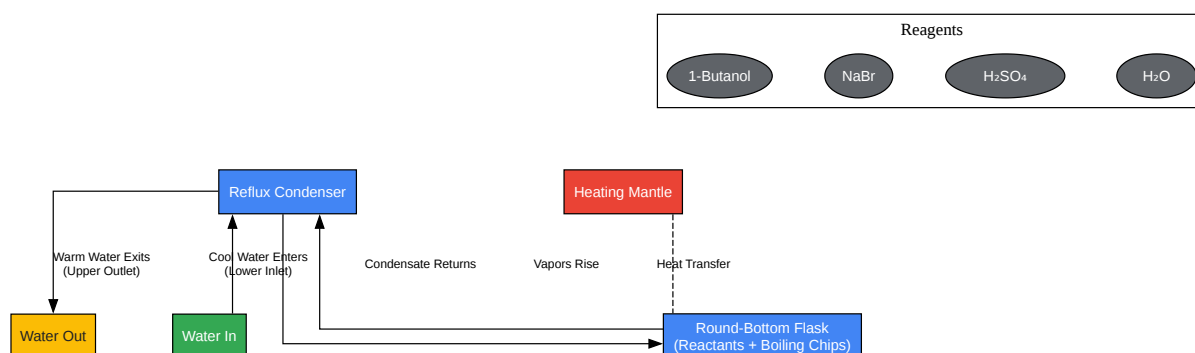 Reagents
1-Butanol
NaBr
H₂SO₄
H₂O
Reflux Condenser
Heating Mantle
Warm Water Exits
(Upper Outlet)
Cool Water Enters
(Lower Inlet)
Condensate Returns
Vapors Rise
Heat Transfer
Water Out
Water In
Round-Bottom Flask
(Reactants + Boiling Chips)